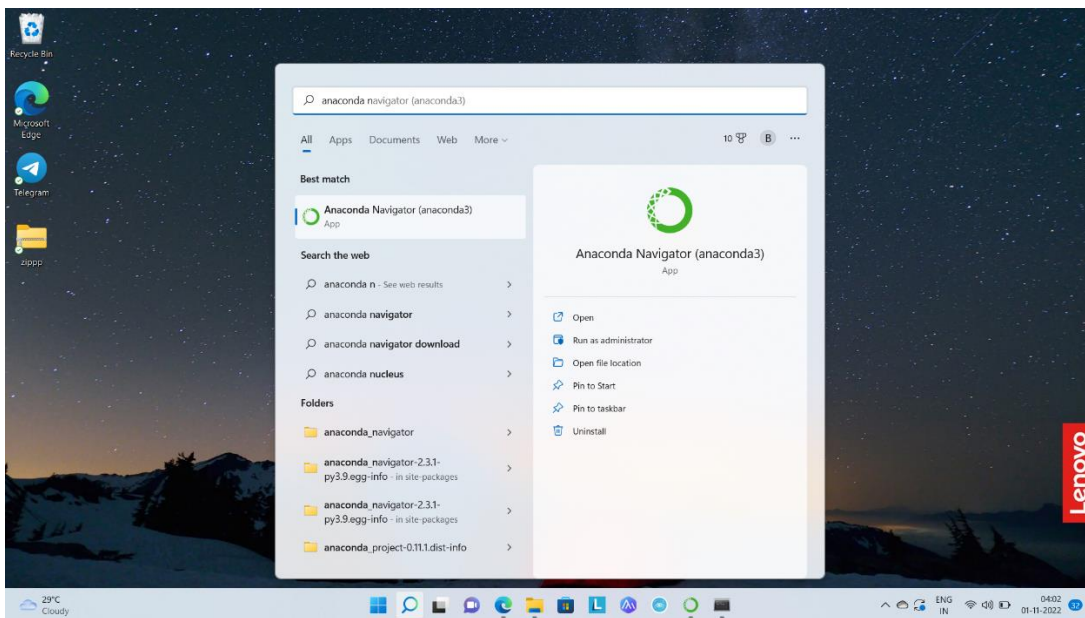 Recycle Bin
Microsoft
Edge
Telegram
zippp
anaconda navigator (anaconda3)
All Apps Documents Web More
10 B ...
Best match
Anaconda Navigator (anaconda3)
App
Search the web
anaconda n - See web results
anaconda navigator
anaconda navigator download
anaconda nucleus
Folders
anaconda_navigator
anaconda_navigator-2.3.1-
py3.9.egg-info - in site-packages
anaconda_navigator-2.3.1-
py3.9.egg-info - in site-packages
anaconda_project-0.11.1.dist-info
Anaconda Navigator (anaconda3)
App
Open
Run as administrator
Open file location
Pin to Start
Pin to taskbar
Uninstall
Lenovo
29°C
Cloudy
L
ENG
IN
04:02
01-11-2022
32